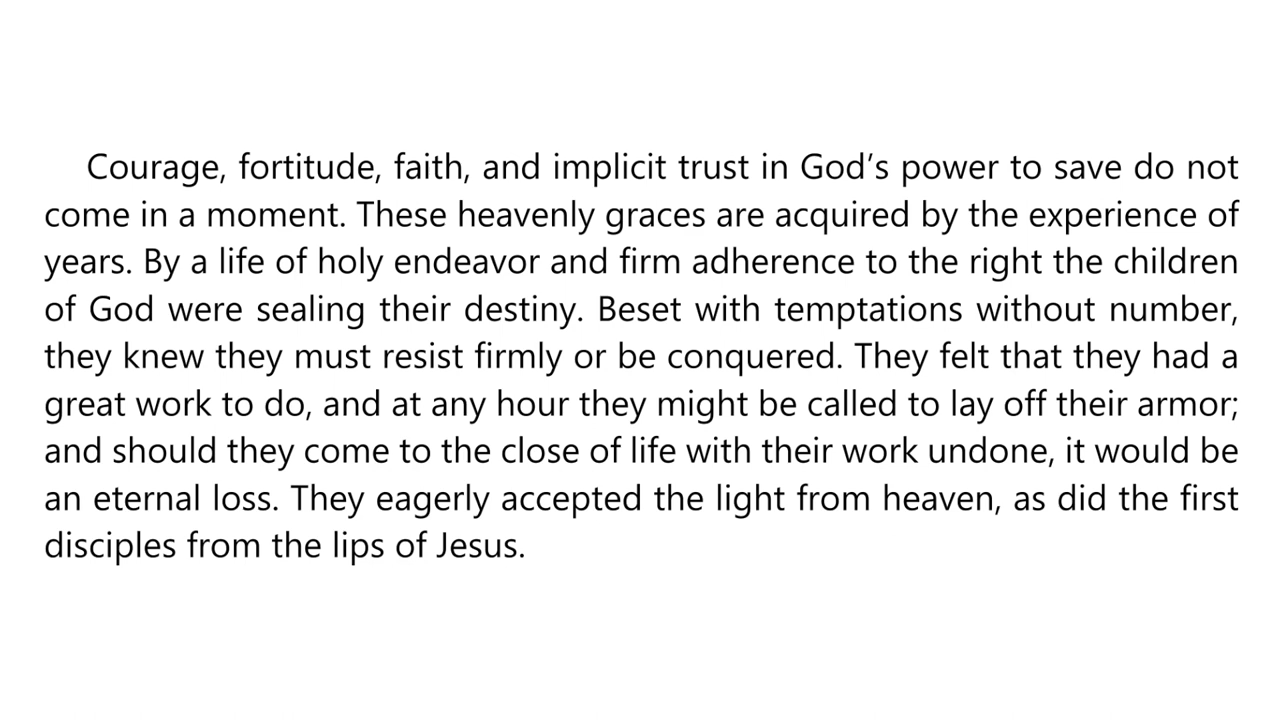 Courage, fortitude, faith, and implicit trust in God’s power to save do not
come in a moment. These heavenly graces are acquired by the experience of
years. By a life of holy endeavor and firm adherence to the right the children
of God were sealing their destiny. Beset with temptations without number,
they knew they must resist firmly or be conquered. They felt that they had a
great work to do, and at any hour they might be called to lay off their armor;
and should they come to the close of life with their work undone, it would be
an eternal loss. They eagerly accepted the light from heaven, as did the first
disciples from the lips of Jesus.